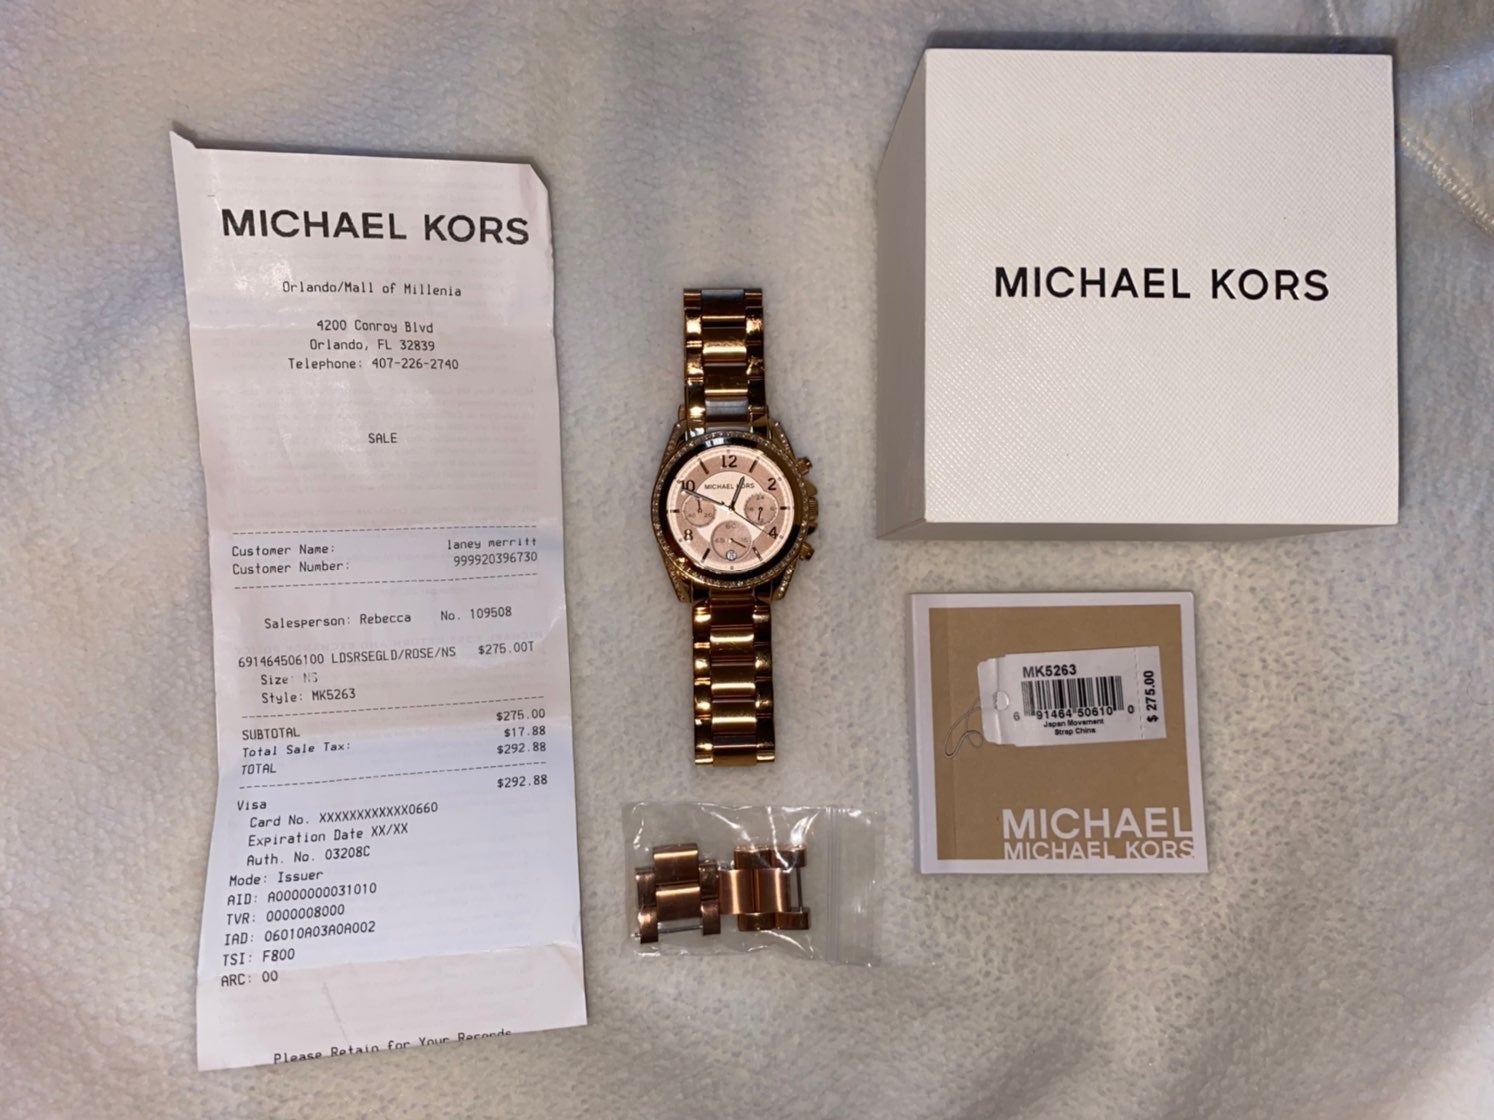 MICHAEL KORS
Orlando/Mall of Millenia
4200 Conroy Blvd
Orlando, FL 32839
Telephone: 407-226-2740
SALE
Customer Name: laney merritt
Customer Number: 999920396730
Salesperson: Rebecca No. 109508
691464506100 LDSRSEGLD/ROSE/NS $275.00T
Size: NS
Style: MK5263
SUBTOTAL $275.00
Total Sale Tax: $17.88
TOTAL $292.88
Visa $292.88
Card No. XXXXXXXXXXXX0660
Expiration Date XX/XX
Auth. No. 03208C
Mode: Issuer
AID: A0000000031010
TVR: 0000008000
IAD: 06010A03A0A002
TSI: F800
ARC: 00
Please Retain for Your Records
12
10
2
MICHAEL KORS
24
8
4
60
MICHAEL KORS
MK5263
6 91464 50610 0
Japan Movement
Strap China
$ 275.00
MICHAEL
MICHAEL KORS